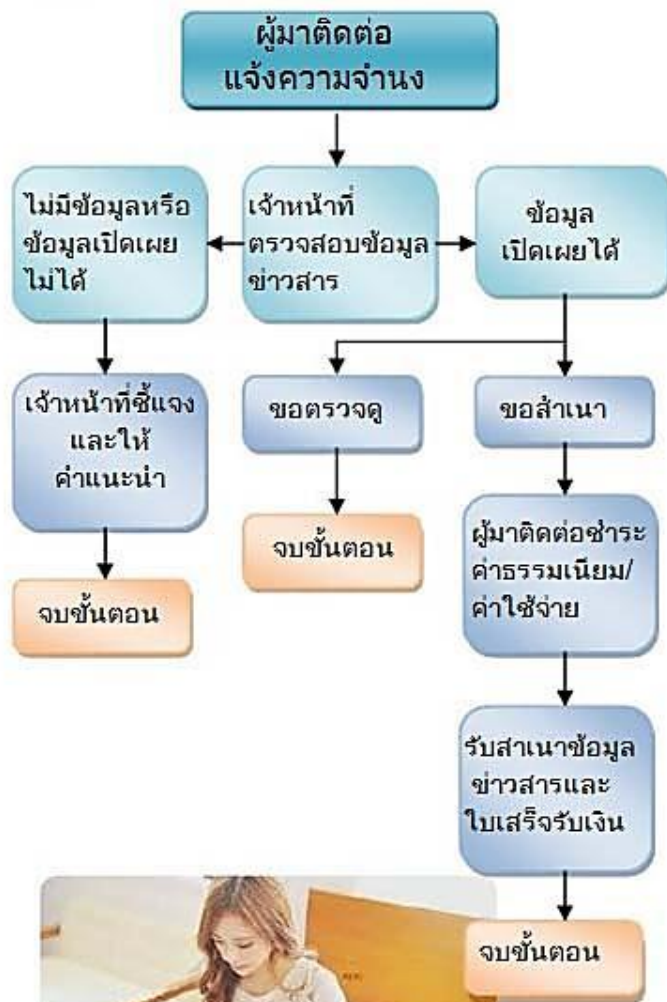 ผู้มาติดต่อ
แจ้งความจำนง
ไม่มีข้อมูลหรือ
ข้อมูลเปิดเผย
ไม่ได้
เจ้าหน้าที่
ตรวจสอบข้อมูล
ข่าวสาร
ข้อมูล
เปิดเผยได้
เจ้าหน้าที่ชี้แจง
และให้
คำแนะนำ
ขอตรวจดู
ขอสำเนา
จบขั้นตอน
จบขั้นตอน
ผู้มาติดต่อชำระ
ค่าธรรมเนียม/
ค่าใช้จ่าย
รับสำเนาข้อมูล
ข่าวสารและ
ใบเสร็จรับเงิน
จบขั้นตอน